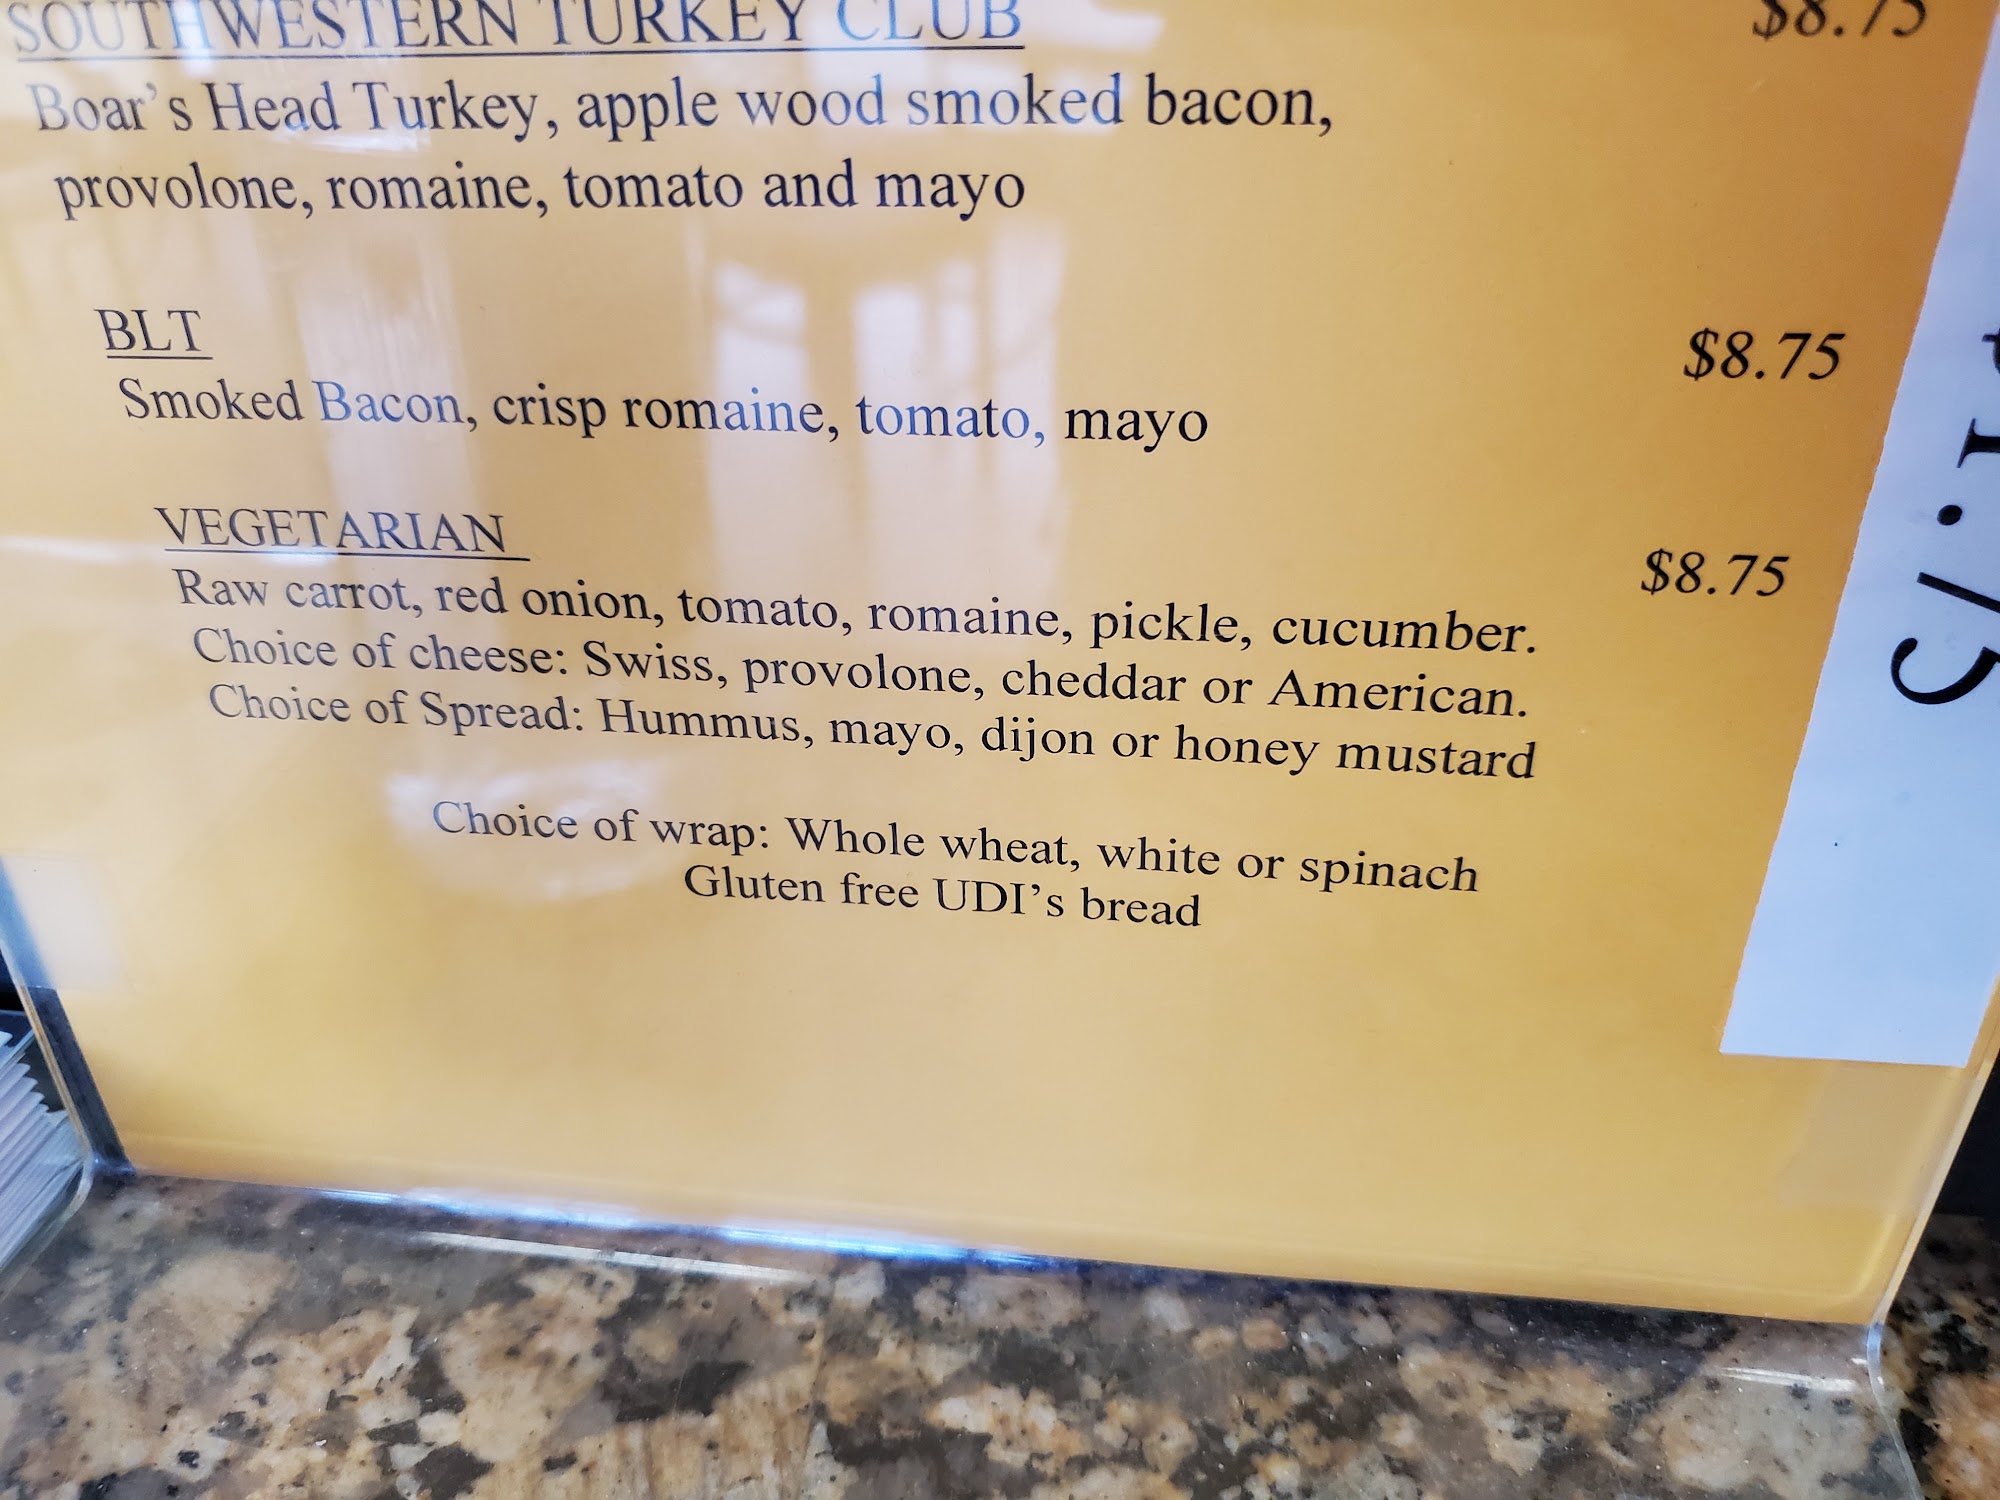 SOUTHWESTERN TURKEY CLUB $8.75
Boar's Head Turkey, apple wood smoked bacon,
provolone, romaine, tomato and mayo
BLT $8.75
Smoked Bacon, crisp romaine, tomato, mayo
VEGETARIAN $8.75
Raw carrot, red onion, tomato, romaine, pickle, cucumber.
Choice of cheese: Swiss, provolone, cheddar or American.
Choice of Spread: Hummus, mayo, dijon or honey mustard
Choice of wrap: Whole wheat, white or spinach
Gluten free UDI's bread